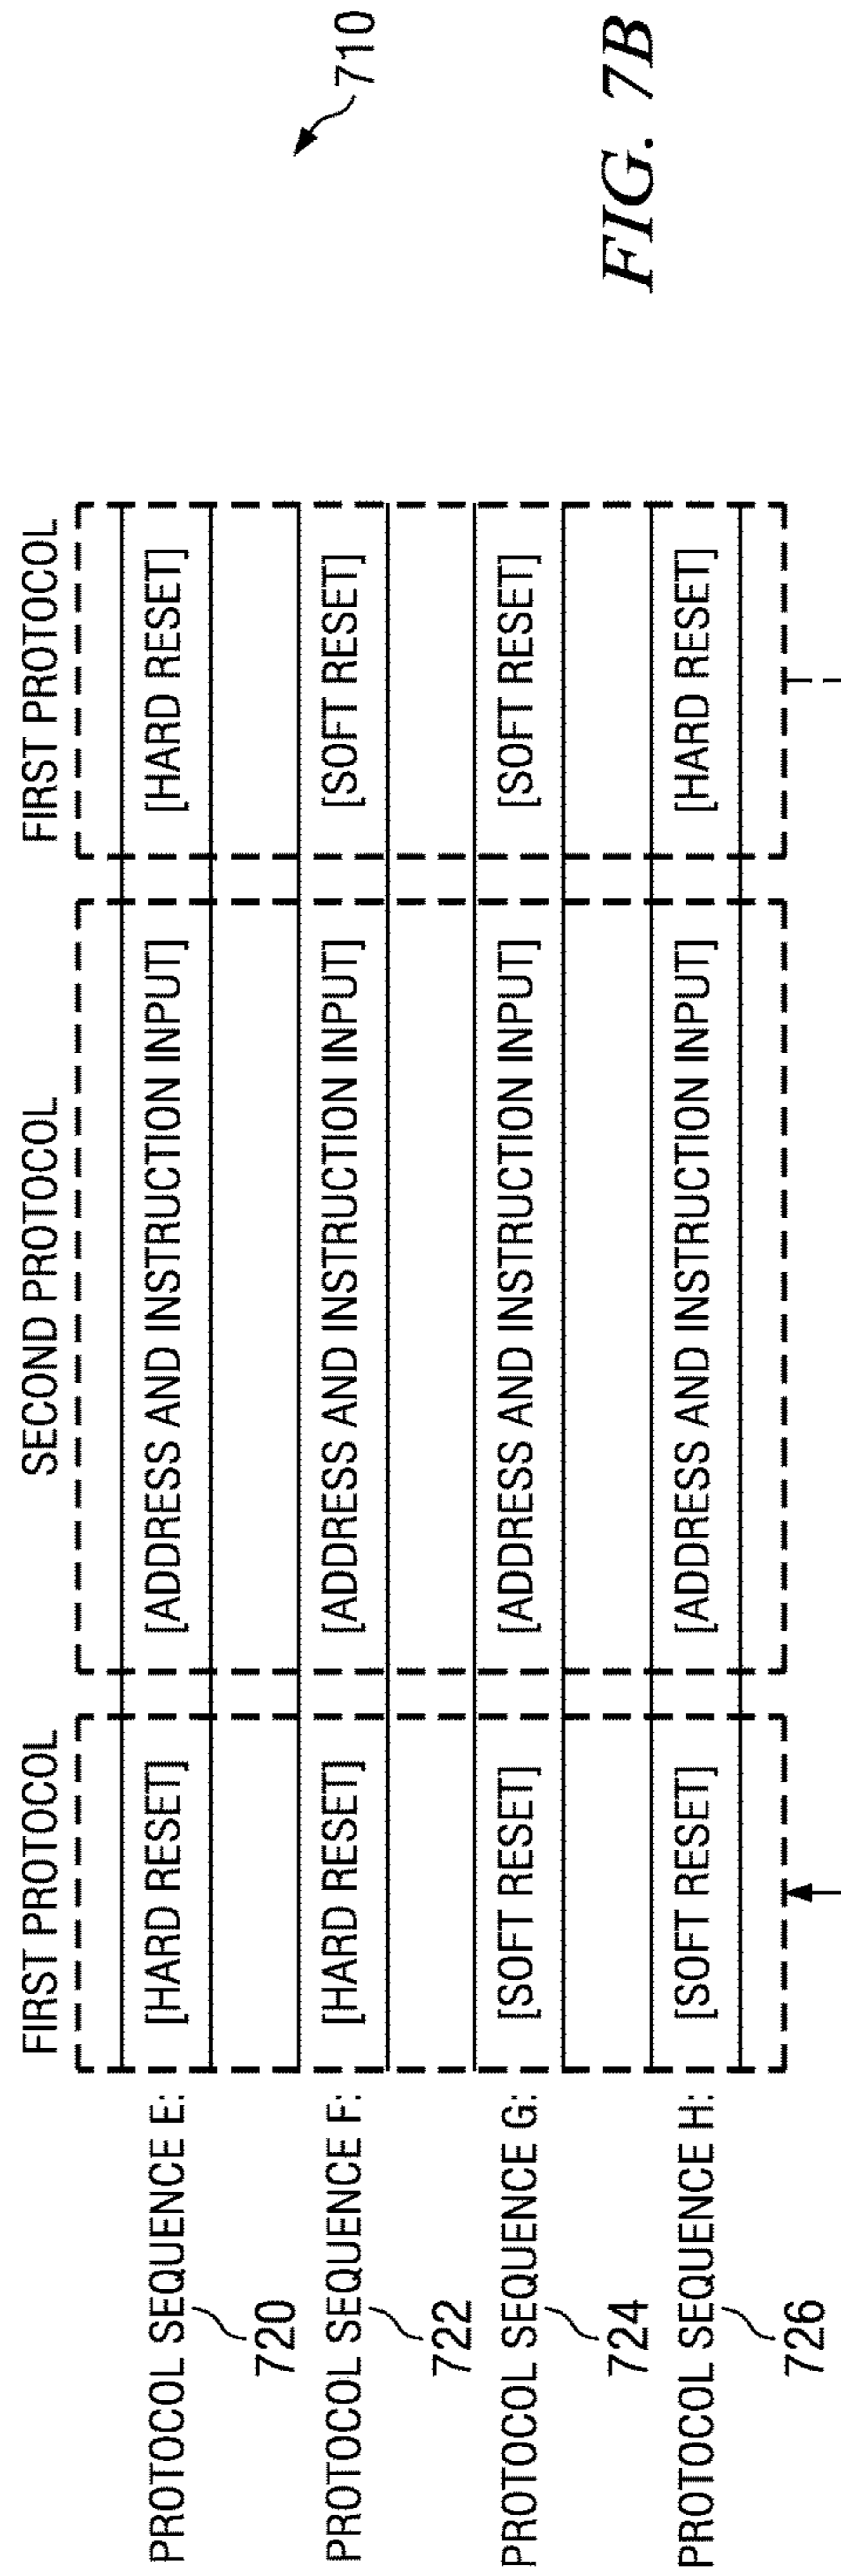 FIRST PROTOCOL SECOND PROTOCOL FIRST PROTOCOL
PROTOCOL SEQUENCE E: [HARD RESET] [ADDRESS AND INSTRUCTION INPUT] [HARD RESET]
720
PROTOCOL SEQUENCE F: [HARD RESET] [ADDRESS AND INSTRUCTION INPUT] [SOFT RESET]
722
PROTOCOL SEQUENCE G: [SOFT RESET] [ADDRESS AND INSTRUCTION INPUT] [SOFT RESET]
724
PROTOCOL SEQUENCE H: [SOFT RESET] [ADDRESS AND INSTRUCTION INPUT] [HARD RESET]
726
710
FIG. 7B